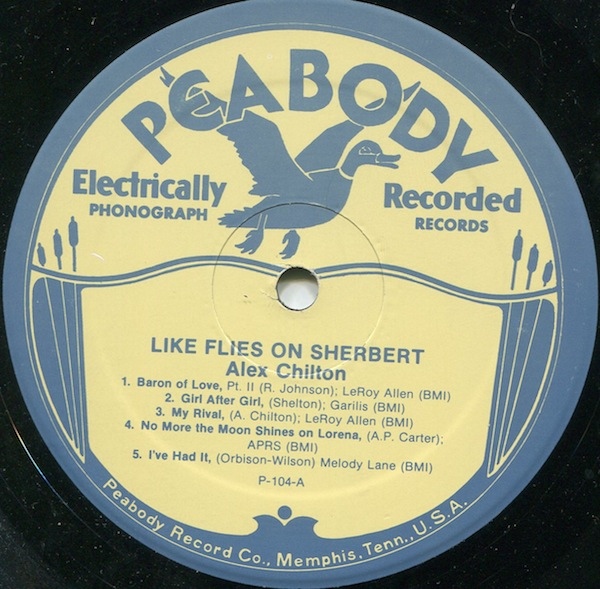 PEABODY
Electrically
PHONOGRAPH
Recorded
RECORDS
LIKE FLIES ON SHERBERT
Alex Chilton
1. Baron of Love, Pt. II (R. Johnson); LeRoy Allen (BMI)
2. Girl After Girl, (Shelton); Garilis (BMI)
3. My Rival, (A. Chilton); LeRoy Allen (BMI)
4. No More the Moon Shines on Lorena, (A.P. Carter);
APRS (BMI)
5. I've Had It, (Orbison-Wilson) Melody Lane (BMI)
P-104-A
Peabody Record Co., Memphis, Tenn., U.S.A.